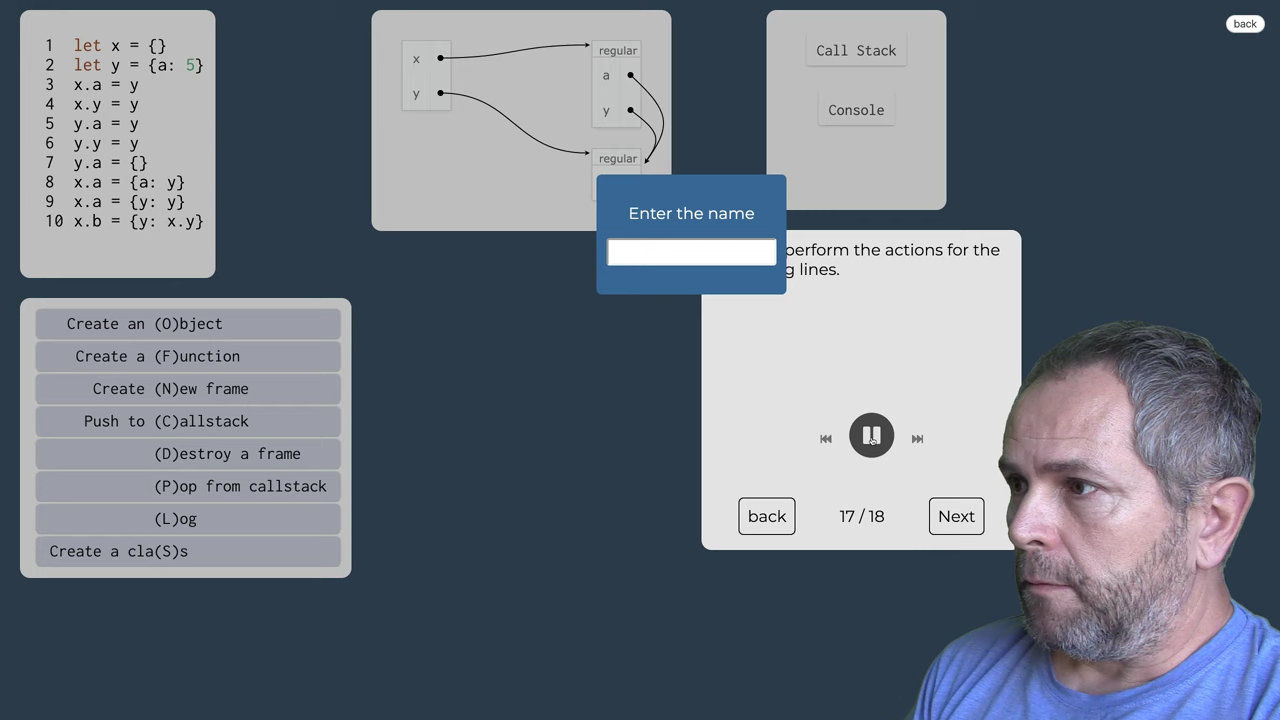 1 let x = {}
2 let y = {a: 5}
3 x.a = y
4 x.y = y
5 y.a = y
6 y.y = y
7 y.a = {}
8 x.a = {a: y}
9 x.a = {y: y}
10 x.b = {y: x.y}
x
y
regular
a
y
regular
Call Stack
Console
back
Enter the name
perform the actions for the
g lines.
Create an (O)bject
Create a (F)unction
Create (N)ew frame
Push to (C)allstack
(D)estroy a frame
(P)op from callstack
(L)og
Create a cla(S)s
back
17 / 18
Next